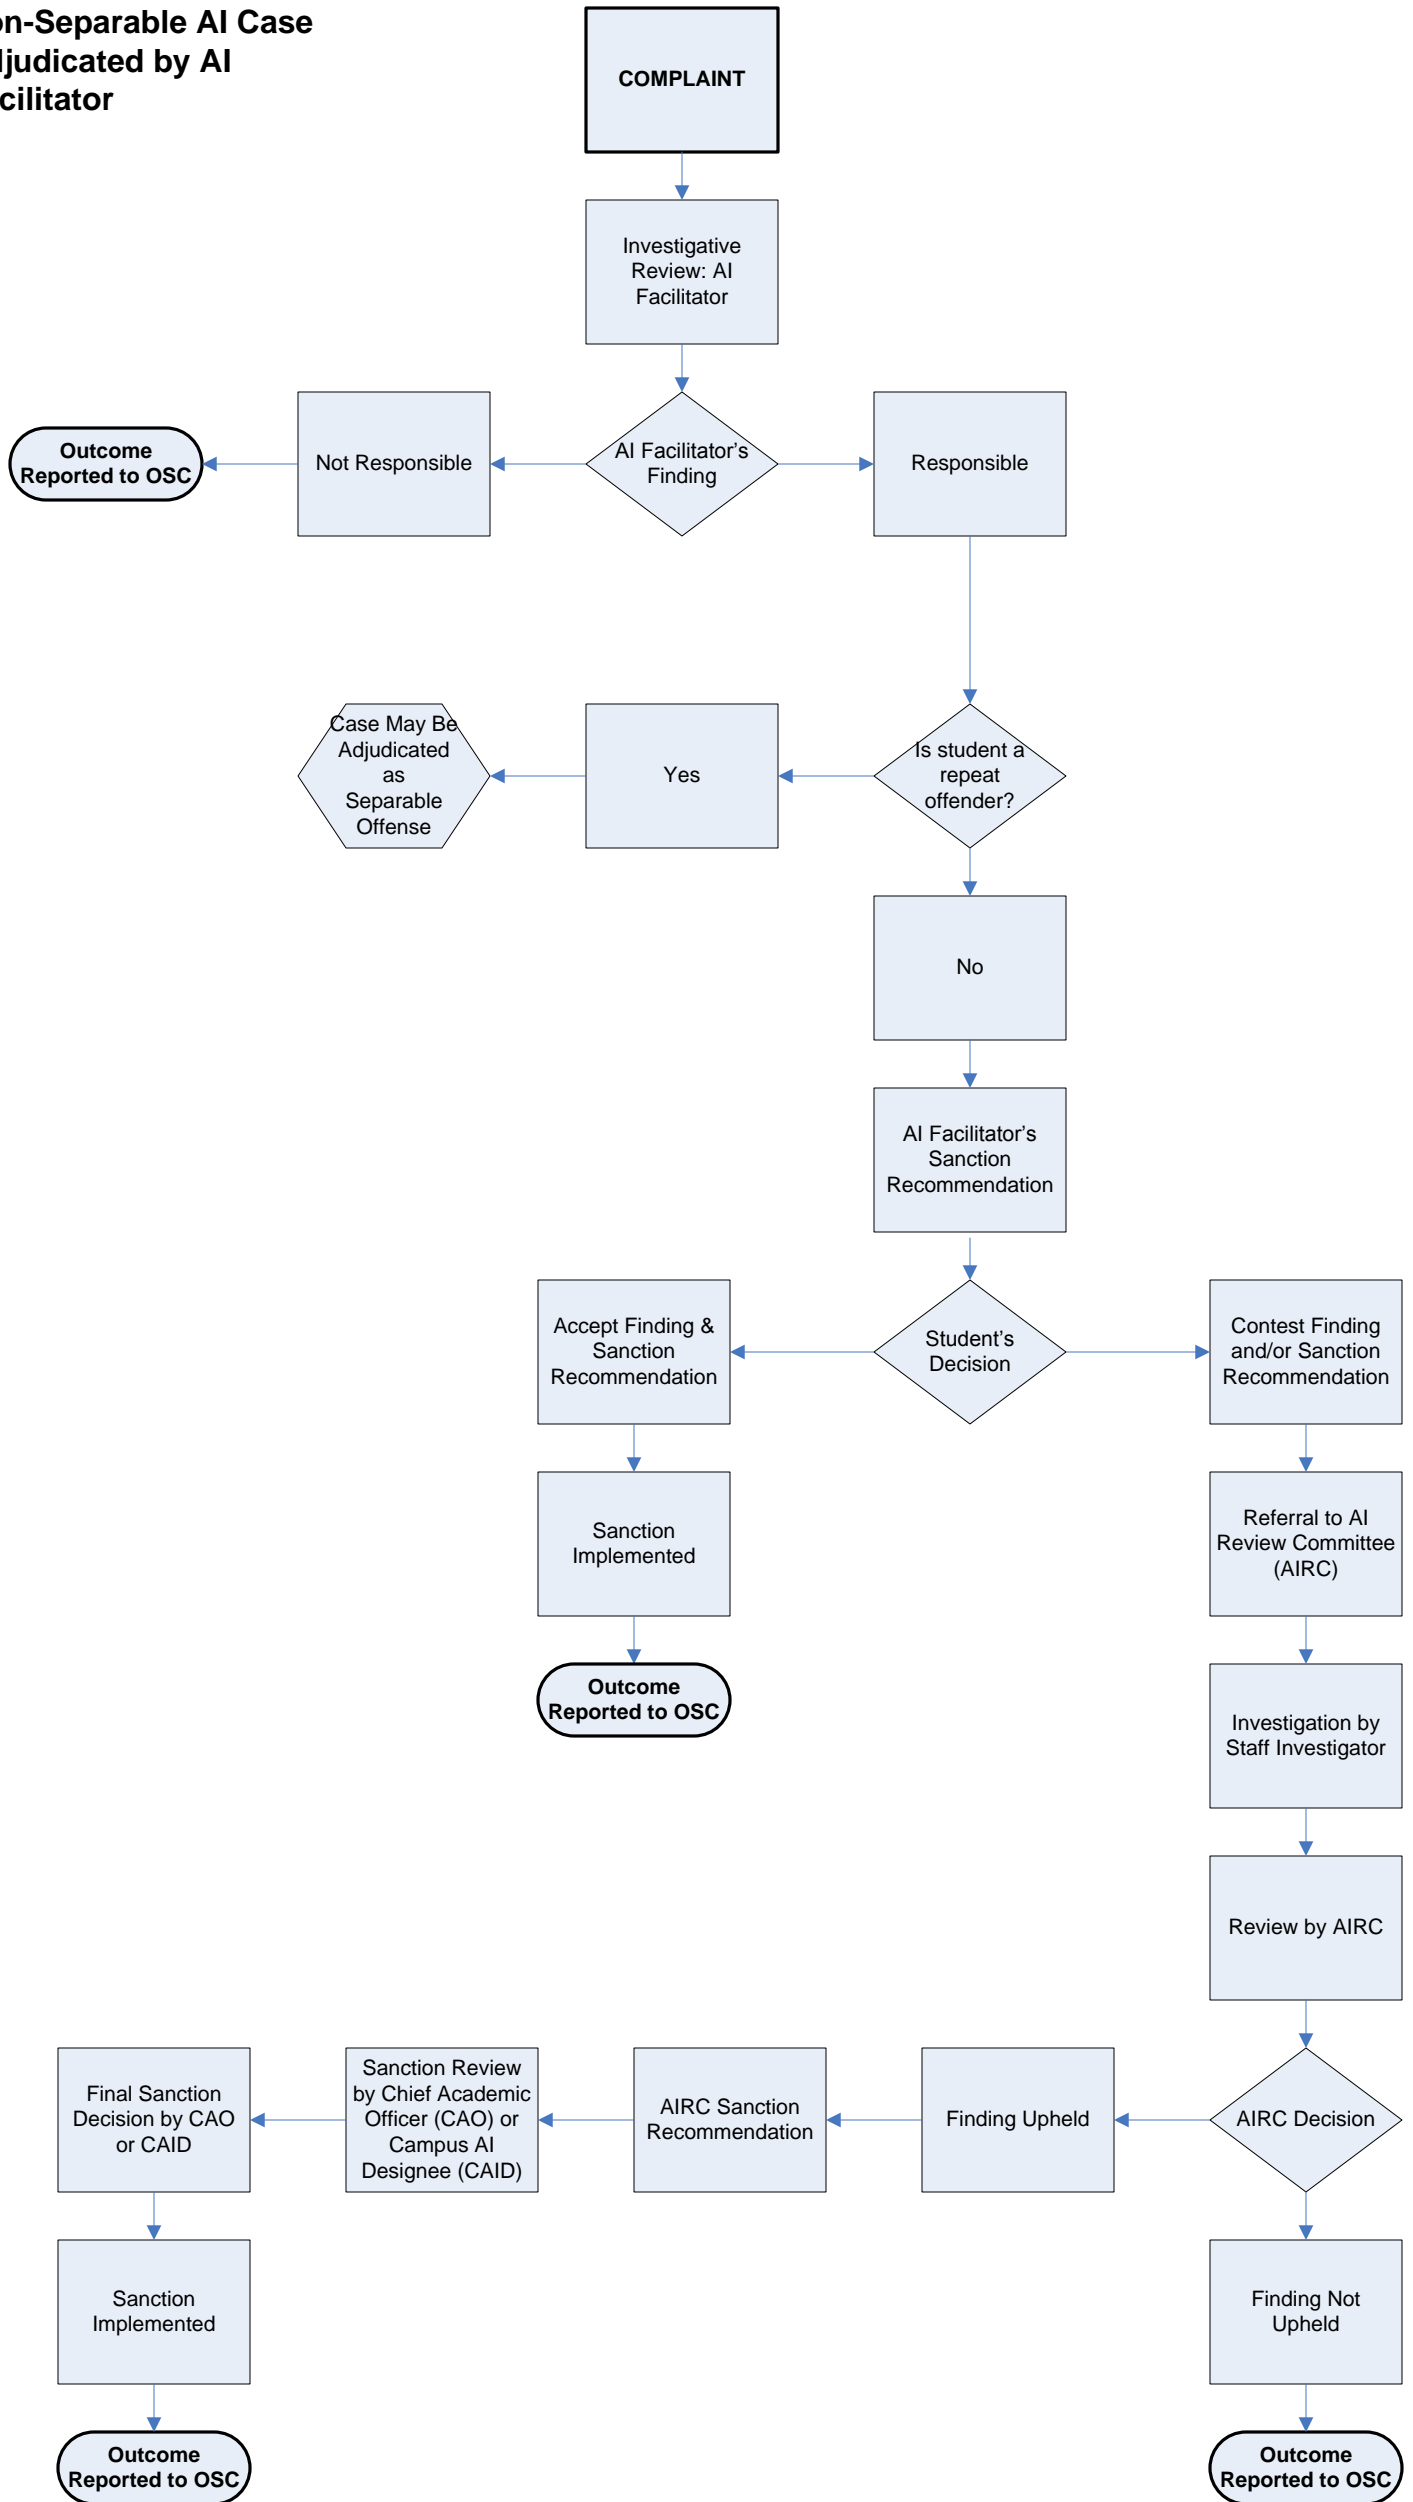 on-Separable AI Case
djudicated by AI
acilitator
COMPLAINT
Investigative
Review: AI
Facilitator
Outcome
Reported to OSC
Not Responsible
AI Facilitator's
Finding
Responsible
Case May Be
Adjudicated
as
Separable
Offense
Yes
Is student a
repeat
offender?
No
AI Facilitator's
Sanction
Recommendation
Accept Finding &
Sanction
Recommendation
Student's
Decision
Contest Finding
and/or Sanction
Recommendation
Sanction
Implemented
Referral to AI
Review Committee
(AIRC)
Outcome
Reported to OSC
Investigation by
Staff Investigator
Review by AIRC
Final Sanction
Decision by CAO
or CAID
Sanction Review
by Chief Academic
Officer (CAO) or
Campus AI
Designee (CAID)
AIRC Sanction
Recommendation
Finding Upheld
AIRC Decision
Sanction
Implemented
Finding Not
Upheld
Outcome
Reported to OSC
Outcome
Reported to OSC